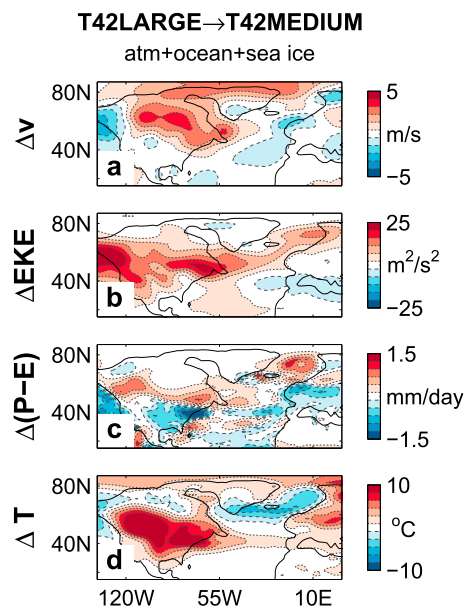 T42LARGE→T42MEDIUM
atm+ocean+sea ice
80N
40N
Δv
a
5
m/s
−5
80N
40N
ΔEKE
b
25
m²/s²
−25
80N
40N
Δ(P−E)
c
1.5
mm/day
−1.5
80N
40N
Δ T
d
10
°C
−10
120W 55W 10E